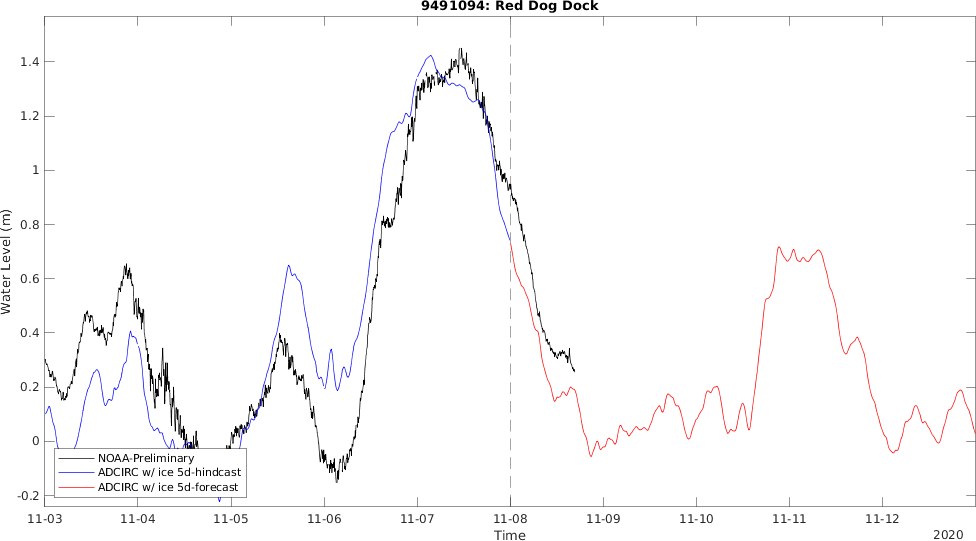 9491094: Red Dog Dock
Water Level (m)
1.4
1.2
1
0.8
0.6
0.4
0.2
0
-0.2
NOAA-Preliminary
ADCIRC w/ ice 5d-hindcast
ADCIRC w/ ice 5d-forecast
11-03 11-04 11-05 11-06 11-07 11-08 11-09 11-10 11-11 11-12
Time
2020